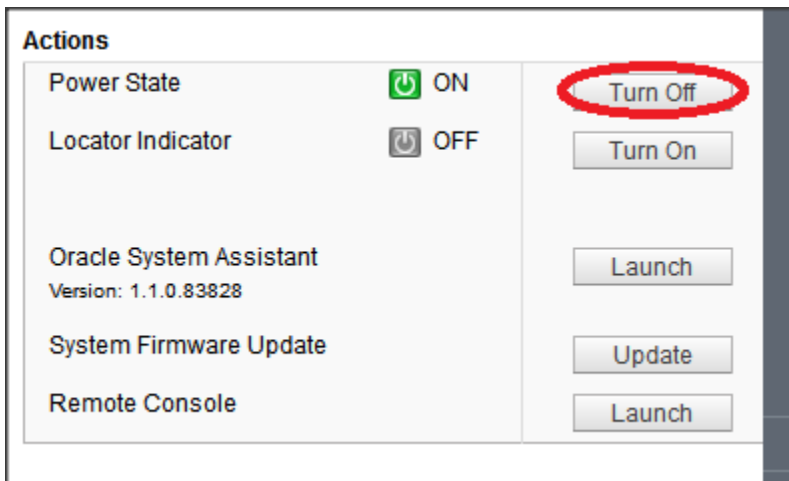 Actions
Power State ON Turn Off
Locator Indicator OFF Turn On
Oracle System Assistant Launch
Version: 1.1.0.83828
System Firmware Update Update
Remote Console Launch